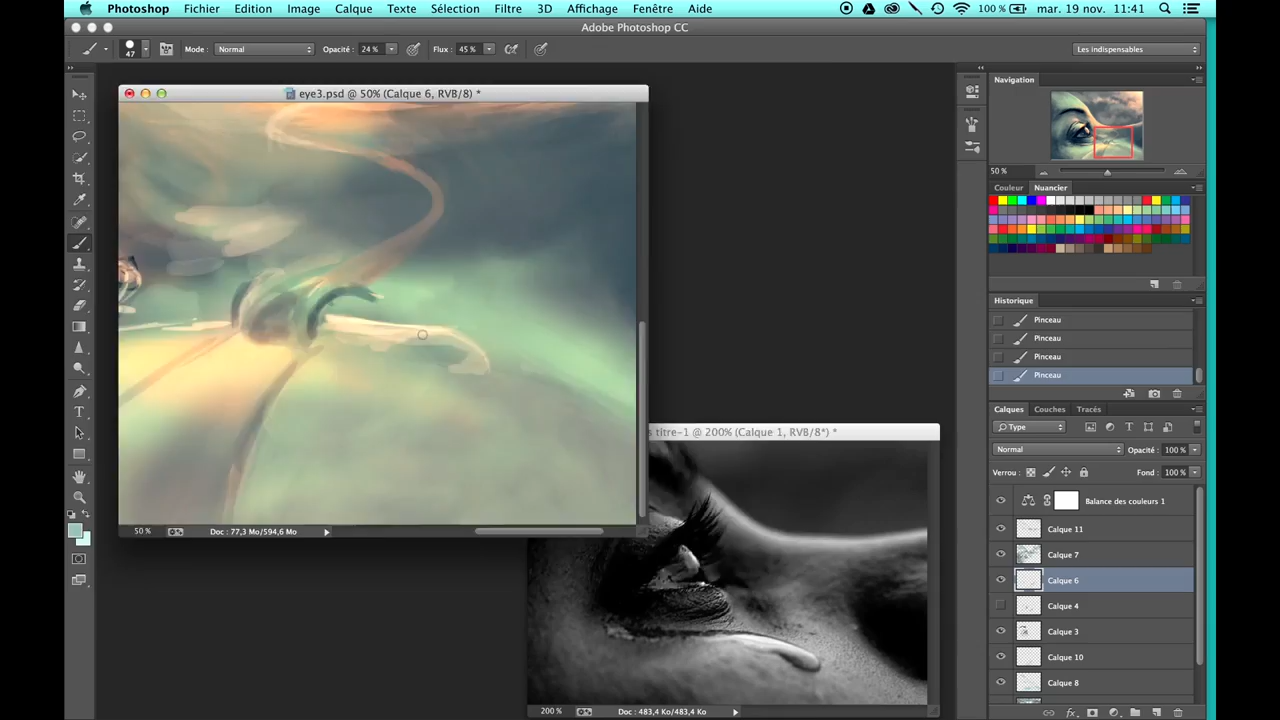 Photoshop Fichier Edition Image Calque Texte Sélection Filtre 3D Affichage Fenêtre Aide 100 % mar. 19 nov. 11:41
Adobe Photoshop CC
47 Mode : Normal Opacité : 24 % Flux : 45 % Les indispensables
eye3.psd @ 50% (Calque 6, RVB/8) *
Navigation
50 %
Couleur Nuancier
Historique
Pinceau
Pinceau
Pinceau
Pinceau
Calques Couches Tracés
Type
Normal Opacité : 100 %
Verrou : Fond : 100 %
Balance des couleurs 1
Calque 11
Calque 7
Calque 6
Calque 4
Calque 3
Calque 10
Calque 8
50 % Doc : 77,3 Mo/594,6 Mo
titre-1 @ 200% (Calque 1, RVB/8*) *
200 % Doc : 483,4 Ko/483,4 Ko